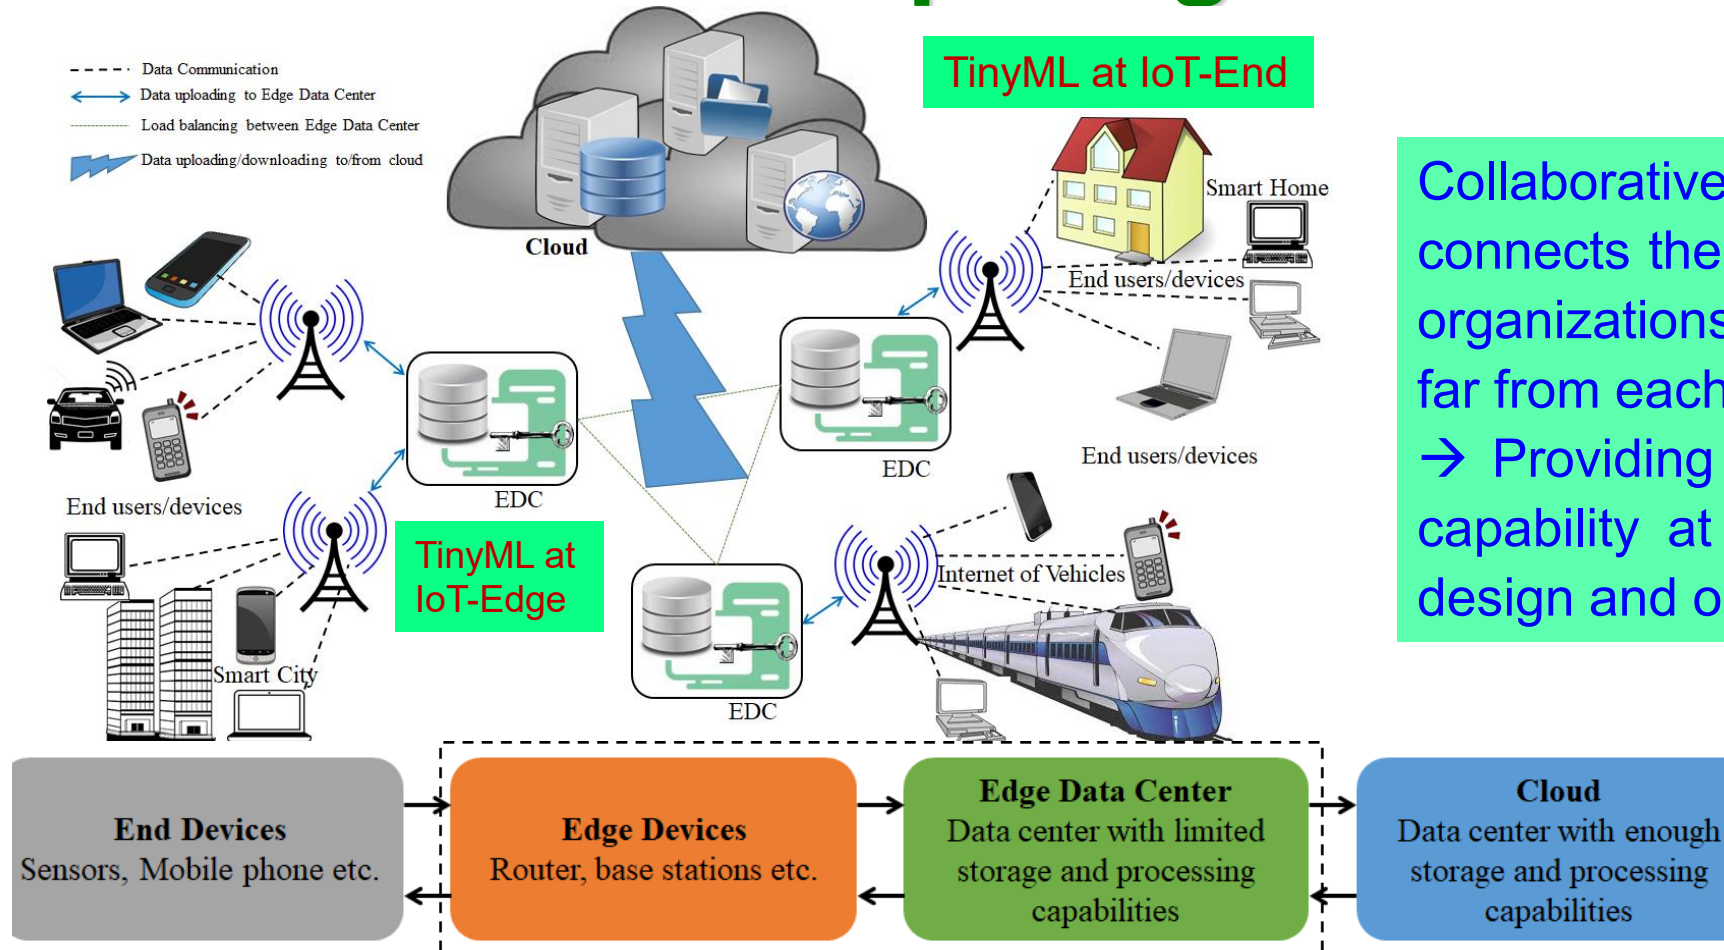 Data Communication
Data uploading to Edge Data Center
Load balancing between Edge Data Center
Data uploading/downloading to/from cloud
Cloud
TinyML at IoT-End
Smart Home
End users/devices
End users/devices
EDC
EDC
End users/devices
TinyML at
IoT-Edge
Smart City
Internet of Vehicles
EDC
Collaborative
connects the
organizations
far from each
→ Providing
capability at
design and o
End Devices
Sensors, Mobile phone etc.
Edge Devices
Router, base stations etc.
Edge Data Center
Data center with limited
storage and processing
capabilities
Cloud
Data center with enough
storage and processing
capabilities